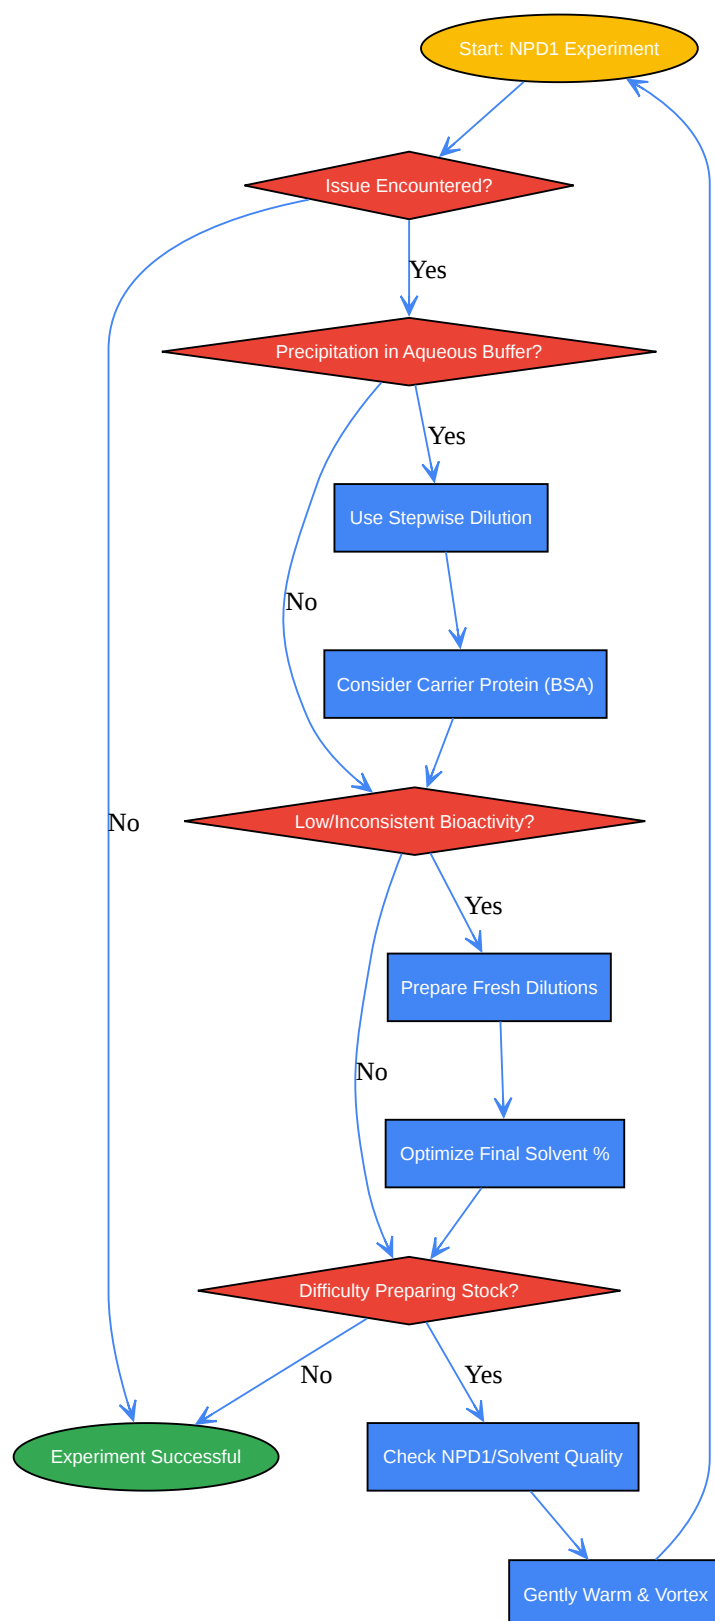 Start: NPD1 Experiment
Issue Encountered?
Yes
Precipitation in Aqueous Buffer?
Yes
Use Stepwise Dilution
No
Consider Carrier Protein (BSA)
Low/Inconsistent Bioactivity?
No
Yes
Prepare Fresh Dilutions
No
Optimize Final Solvent %
Difficulty Preparing Stock?
No
Yes
Experiment Successful
Check NPD1/Solvent Quality
Gently Warm & Vortex